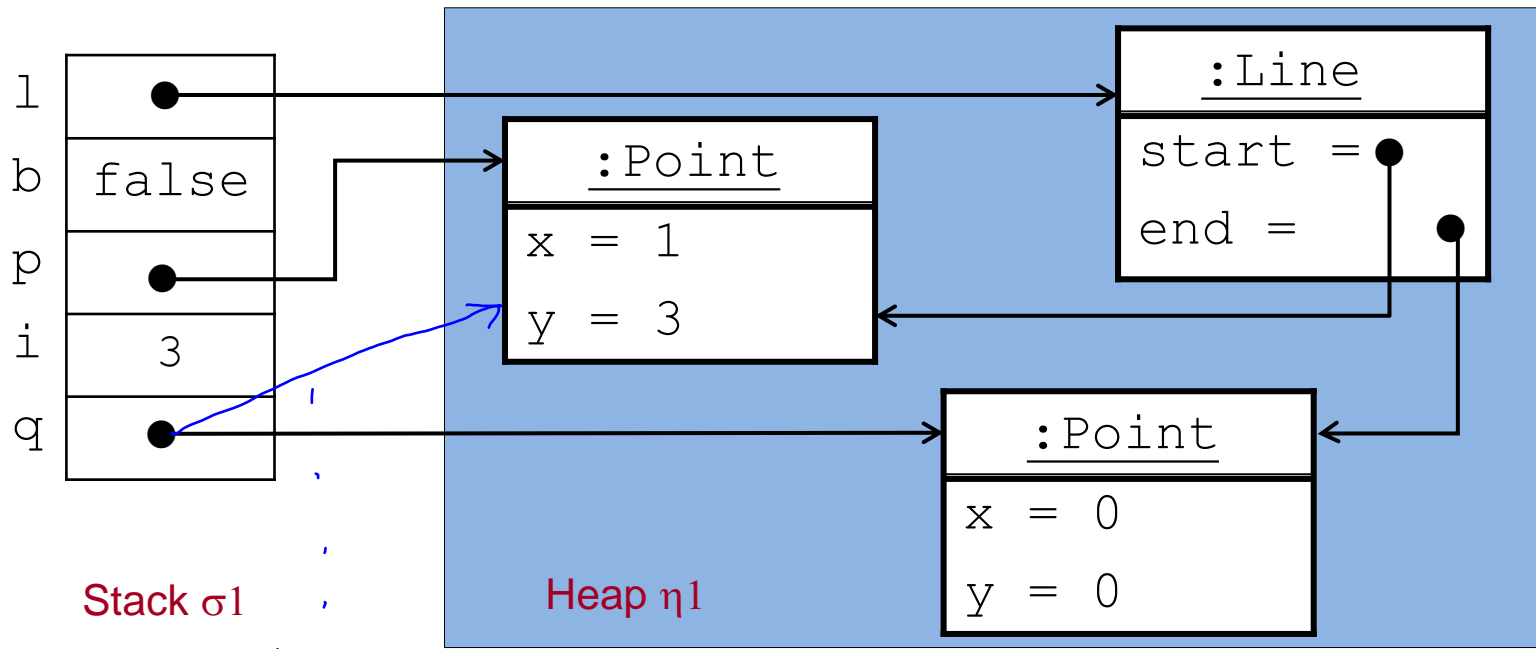 l
b false
p
i 3
q
Stack σ1
:Point
x = 1
y = 3
:Line
start =
end =
:Point
x = 0
y = 0
Heap η1